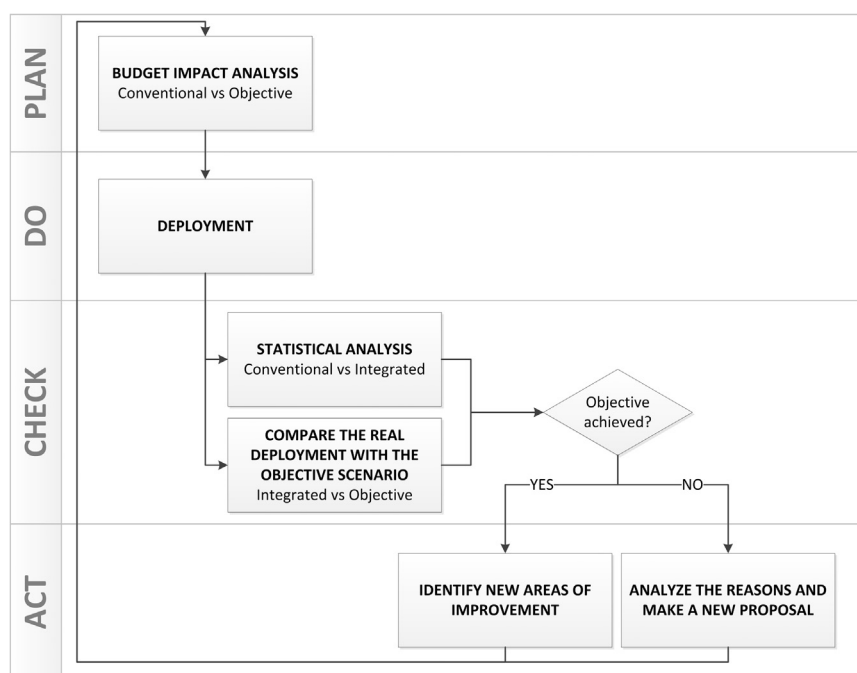 PLAN
BUDGET IMPACT ANALYSIS
Conventional vs Objective
DO
DEPLOYMENT
CHECK
STATISTICAL ANALYSIS
Conventional vs Integrated
COMPARE THE REAL
DEPLOYMENT WITH THE
OBJECTIVE SCENARIO
Integrated vs Objective
Objective
achieved?
YES
NO
ACT
IDENTIFY NEW AREAS OF
IMPROVEMENT
ANALYZE THE REASONS AND
MAKE A NEW PROPOSAL